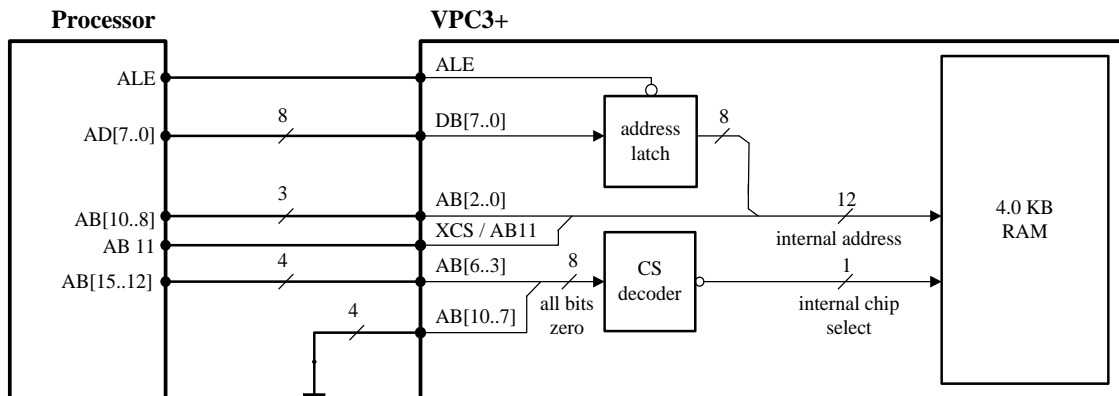 Processor
VPC3+
ALE
ALE
AD[7..0]
8
DB[7..0]
address
latch
8
AB[10..8]
3
AB[2..0]
12
internal address
4.0 KB
RAM
AB 11
XCS / AB11
AB[15..12]
4
AB[6..3]
8
all bits
zero
CS
decoder
1
internal chip
select
4
AB[10..7]